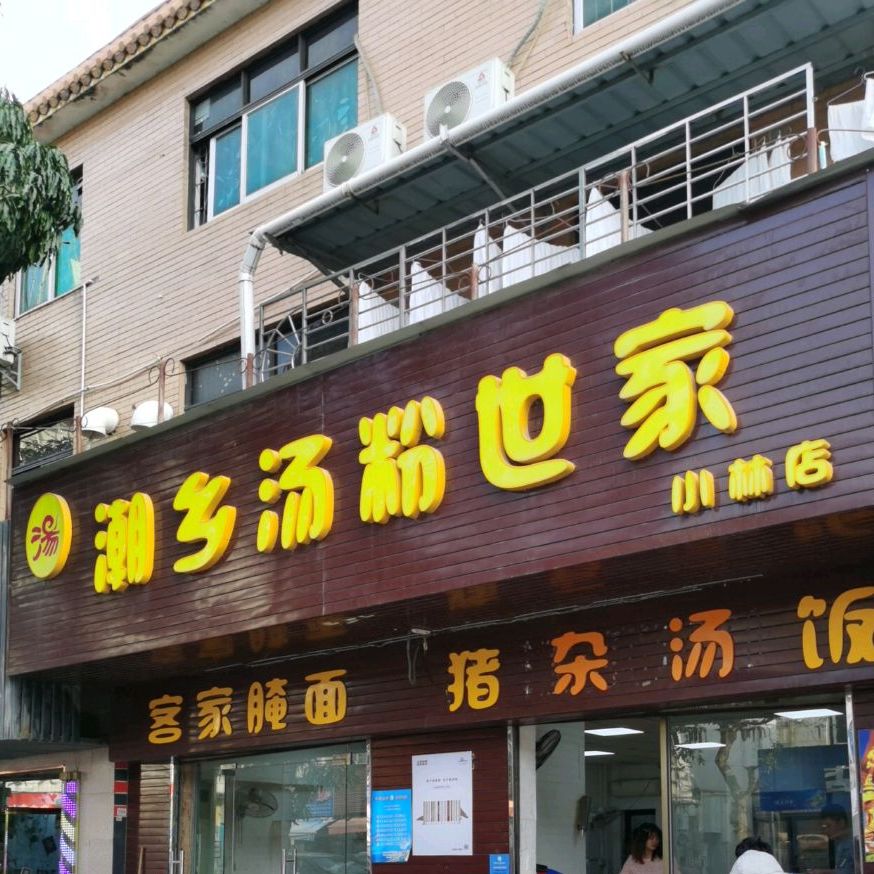 湯
潮乡汤粉世家
小林店
客家腌面
猪杂汤
饭